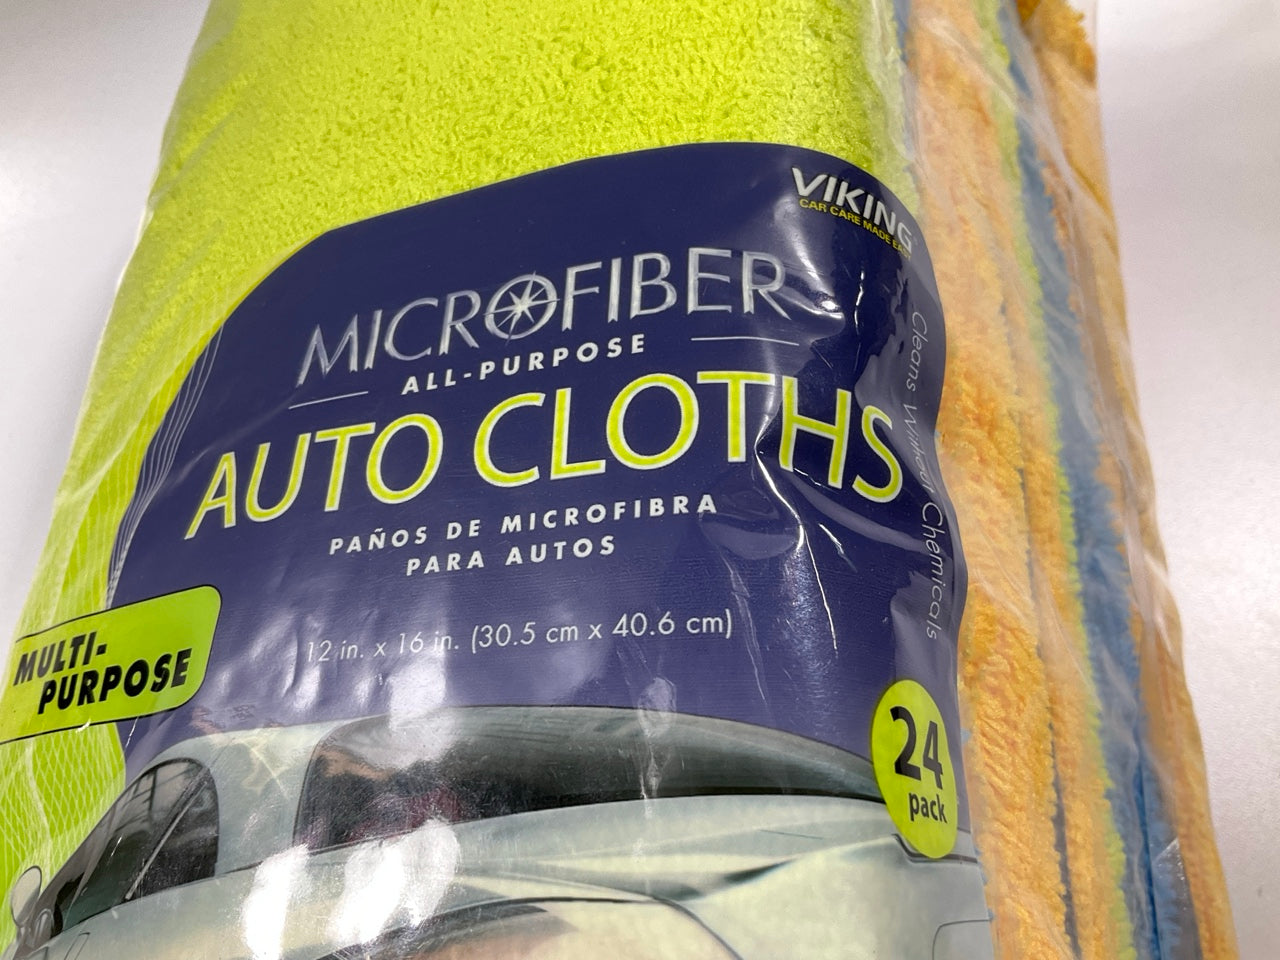 VIKING
CAR CARE MADE
MICROFIBER
ALL-PURPOSE
AUTO CLOTHS
PAÑOS DE MICROFIBRA
PARA AUTOS
12 in. x 16 in. (30.5 cm x 40.6 cm)
MULTI-
PURPOSE
24
pack
Cleans Without Chemicals